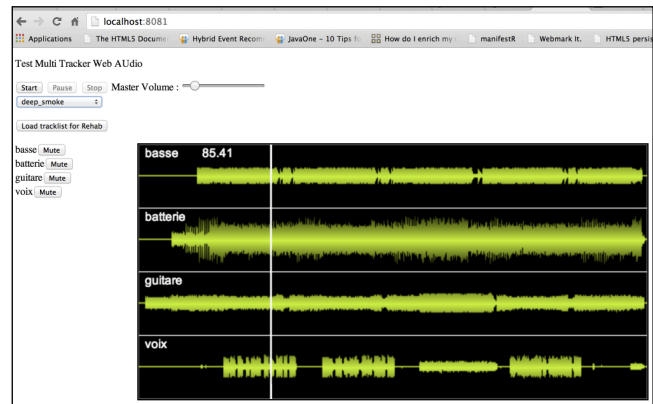 localhost:8081
Applications The HTML5 Docume Hybrid Event Recom JavaOne - 10 Tips fo How do I enrich my manifestR Webmark It. HTML5 persis
Test Multi Tracker Web AUdio
Start Pause Stop Master Volume :
deep_smoke
Load tracklist for Rehab
basse Mute
batterie Mute
guitare Mute
voix Mute
basse 85.41
batterie
guitare
voix